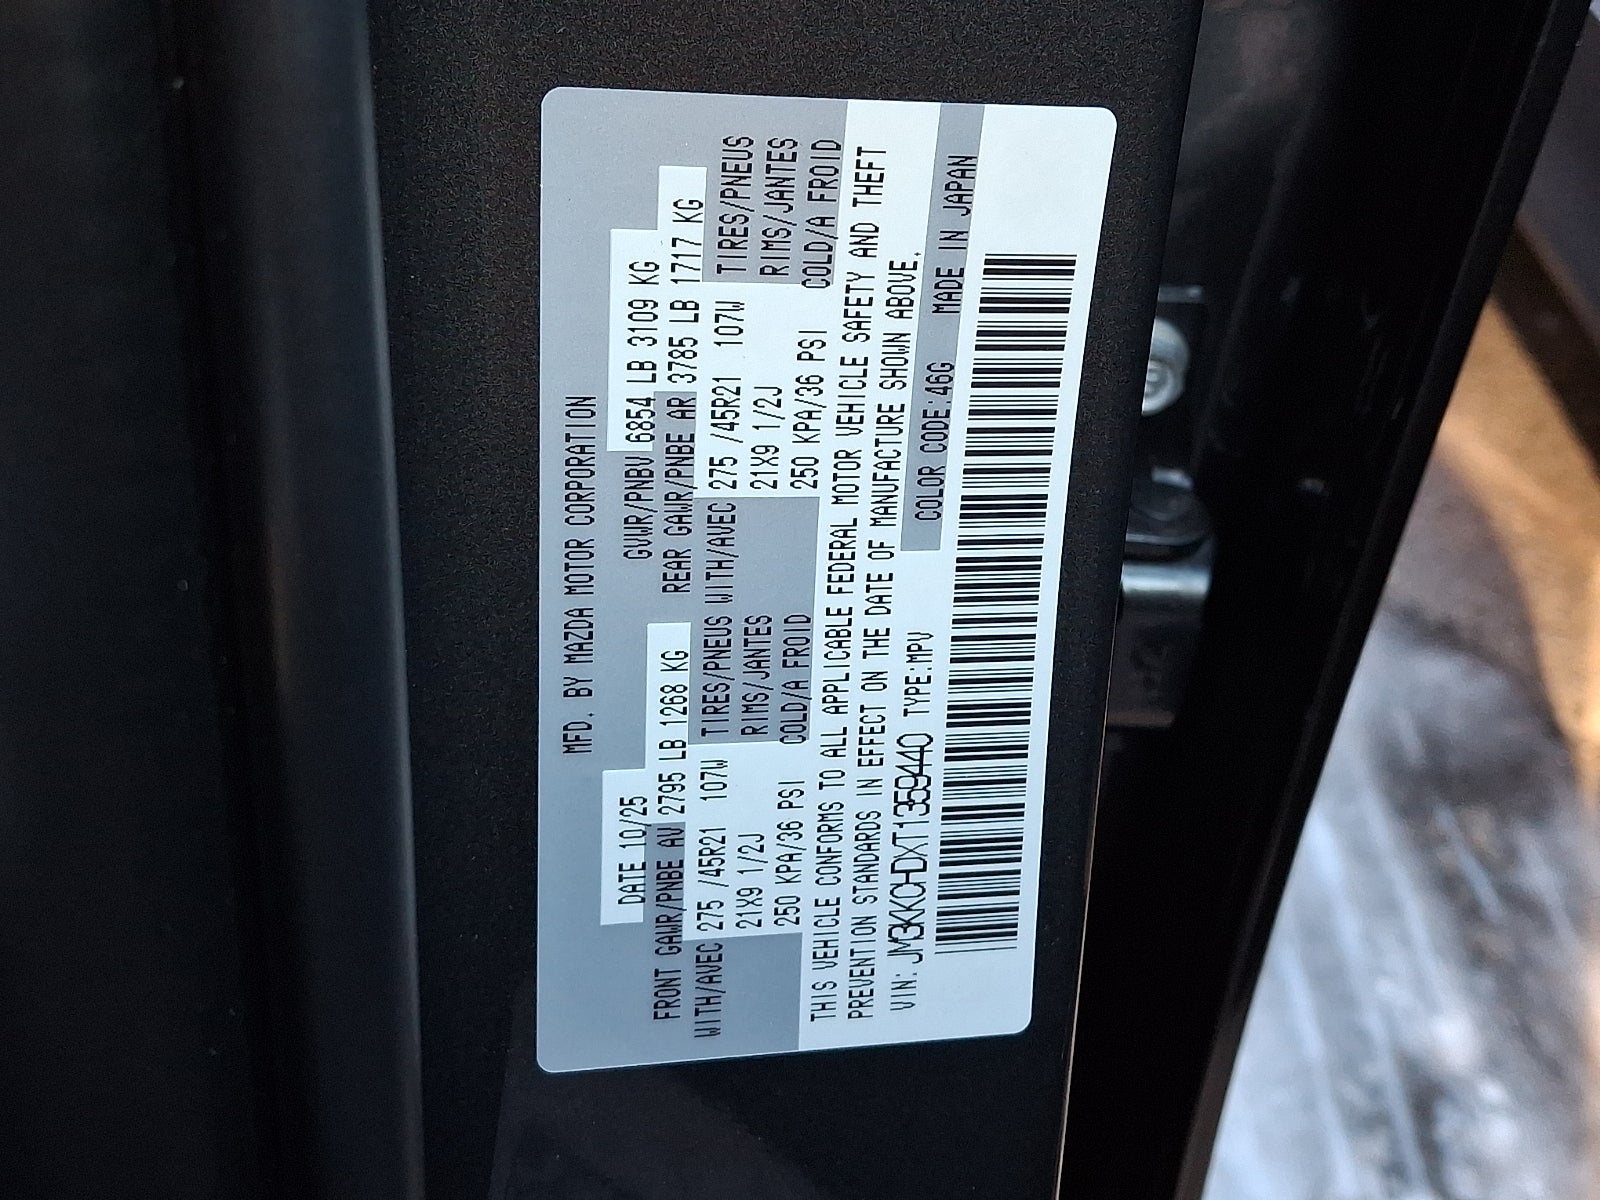 MFD. BY MAZDA MOTOR CORPORATION
DATE 10/25 GVWR/PNBV 6854 LB 3109 KG
FRONT GAWR/PNBE AV 2795 LB 1268 KG REAR GAWR/PNBE AR 3785 LB 1717 KG
WITH/AVEC 275 /45R21 107W TIRES/PNEUS WITH/AVEC 275 /45R21 107W TIRES/PNEUS
21X9 1/2J RIMS/JANTES 21X9 1/2J RIMS/JANTES
250 KPA/36 PSI COLD/A FROID 250 KPA/36 PSI COLD/A FROID
THIS VEHICLE CONFORMS TO ALL APPLICABLE FEDERAL MOTOR VEHICLE SAFETY AND THEFT
PREVENTION STANDARDS IN EFFECT ON THE DATE OF MANUFACTURE SHOWN ABOVE.
VIN: JM3KKCHDXT1359440 TYPE:MPV COLOR CODE:46G MADE IN JAPAN